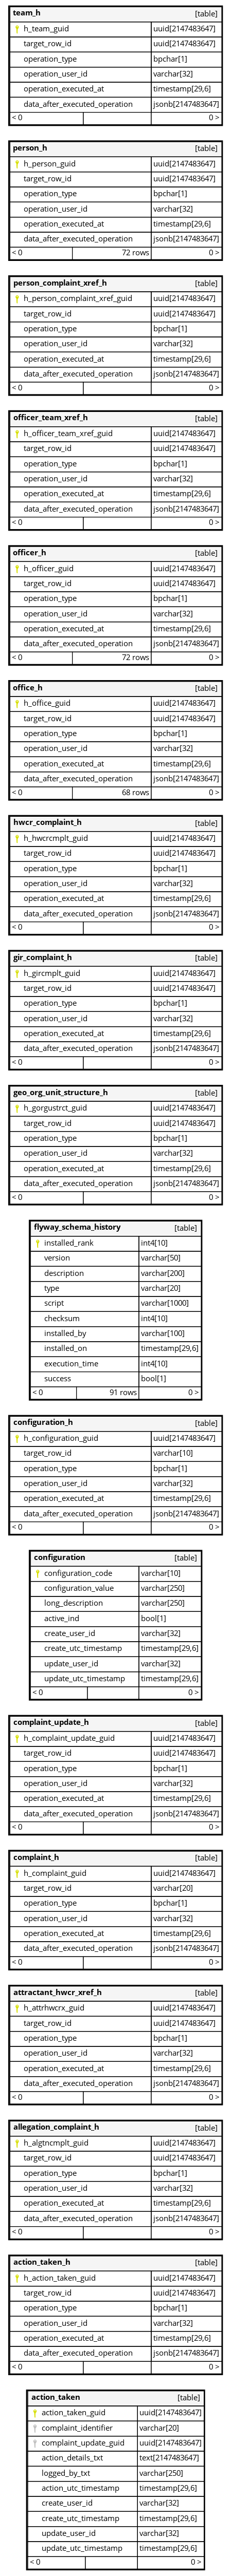 team_h [table]
h_team_guid uuid[2147483647]
target_row_id uuid[2147483647]
operation_type bpchar[1]
operation_user_id varchar[32]
operation_executed_at timestamp[29,6]
data_after_executed_operation jsonb[2147483647]
< 0 0 >
person_h [table]
h_person_guid uuid[2147483647]
target_row_id uuid[2147483647]
operation_type bpchar[1]
operation_user_id varchar[32]
operation_executed_at timestamp[29,6]
data_after_executed_operation jsonb[2147483647]
< 0 72 rows 0 >
person_complaint_xref_h [table]
h_person_complaint_xref_guid uuid[2147483647]
target_row_id uuid[2147483647]
operation_type bpchar[1]
operation_user_id varchar[32]
operation_executed_at timestamp[29,6]
data_after_executed_operation jsonb[2147483647]
< 0 0 >
officer_team_xref_h [table]
h_officer_team_xref_guid uuid[2147483647]
target_row_id uuid[2147483647]
operation_type bpchar[1]
operation_user_id varchar[32]
operation_executed_at timestamp[29,6]
data_after_executed_operation jsonb[2147483647]
< 0 0 >
officer_h [table]
h_officer_guid uuid[2147483647]
target_row_id uuid[2147483647]
operation_type bpchar[1]
operation_user_id varchar[32]
operation_executed_at timestamp[29,6]
data_after_executed_operation jsonb[2147483647]
< 0 72 rows 0 >
office_h [table]
h_office_guid uuid[2147483647]
target_row_id uuid[2147483647]
operation_type bpchar[1]
operation_user_id varchar[32]
operation_executed_at timestamp[29,6]
data_after_executed_operation jsonb[2147483647]
< 0 68 rows 0 >
hwcr_complaint_h [table]
h_hwcrcmplt_guid uuid[2147483647]
target_row_id uuid[2147483647]
operation_type bpchar[1]
operation_user_id varchar[32]
operation_executed_at timestamp[29,6]
data_after_executed_operation jsonb[2147483647]
< 0 0 >
gir_complaint_h [table]
h_gircmplt_guid uuid[2147483647]
target_row_id uuid[2147483647]
operation_type bpchar[1]
operation_user_id varchar[32]
operation_executed_at timestamp[29,6]
data_after_executed_operation jsonb[2147483647]
< 0 0 >
geo_org_unit_structure_h [table]
h_gorgustrct_guid uuid[2147483647]
target_row_id uuid[2147483647]
operation_type bpchar[1]
operation_user_id varchar[32]
operation_executed_at timestamp[29,6]
data_after_executed_operation jsonb[2147483647]
< 0 0 >
flyway_schema_history [table]
installed_rank int4[10]
version varchar[50]
description varchar[200]
type varchar[20]
script varchar[1000]
checksum int4[10]
installed_by varchar[100]
installed_on timestamp[29,6]
execution_time int4[10]
success bool[1]
< 0 91 rows 0 >
configuration_h [table]
h_configuration_guid uuid[2147483647]
target_row_id varchar[10]
operation_type bpchar[1]
operation_user_id varchar[32]
operation_executed_at timestamp[29,6]
data_after_executed_operation jsonb[2147483647]
< 0 0 >
configuration [table]
configuration_code varchar[10]
configuration_value varchar[250]
long_description varchar[250]
active_ind bool[1]
create_user_id varchar[32]
create_utc_timestamp timestamp[29,6]
update_user_id varchar[32]
update_utc_timestamp timestamp[29,6]
< 0 0 >
complaint_update_h [table]
h_complaint_update_guid uuid[2147483647]
target_row_id uuid[2147483647]
operation_type bpchar[1]
operation_user_id varchar[32]
operation_executed_at timestamp[29,6]
data_after_executed_operation jsonb[2147483647]
< 0 0 >
complaint_h [table]
h_complaint_guid uuid[2147483647]
target_row_id varchar[20]
operation_type bpchar[1]
operation_user_id varchar[32]
operation_executed_at timestamp[29,6]
data_after_executed_operation jsonb[2147483647]
< 0 0 >
attractant_hwcr_xref_h [table]
h_attrhwcrx_guid uuid[2147483647]
target_row_id uuid[2147483647]
operation_type bpchar[1]
operation_user_id varchar[32]
operation_executed_at timestamp[29,6]
data_after_executed_operation jsonb[2147483647]
< 0 0 >
allegation_complaint_h [table]
h_algtncmplt_guid uuid[2147483647]
target_row_id uuid[2147483647]
operation_type bpchar[1]
operation_user_id varchar[32]
operation_executed_at timestamp[29,6]
data_after_executed_operation jsonb[2147483647]
< 0 0 >
action_taken_h [table]
h_action_taken_guid uuid[2147483647]
target_row_id uuid[2147483647]
operation_type bpchar[1]
operation_user_id varchar[32]
operation_executed_at timestamp[29,6]
data_after_executed_operation jsonb[2147483647]
< 0 0 >
action_taken [table]
action_taken_guid uuid[2147483647]
complaint_identifier varchar[20]
complaint_update_guid uuid[2147483647]
action_details_txt text[2147483647]
logged_by_txt varchar[250]
action_utc_timestamp timestamp[29,6]
create_user_id varchar[32]
create_utc_timestamp timestamp[29,6]
update_user_id varchar[32]
update_utc_timestamp timestamp[29,6]
< 0 0 >